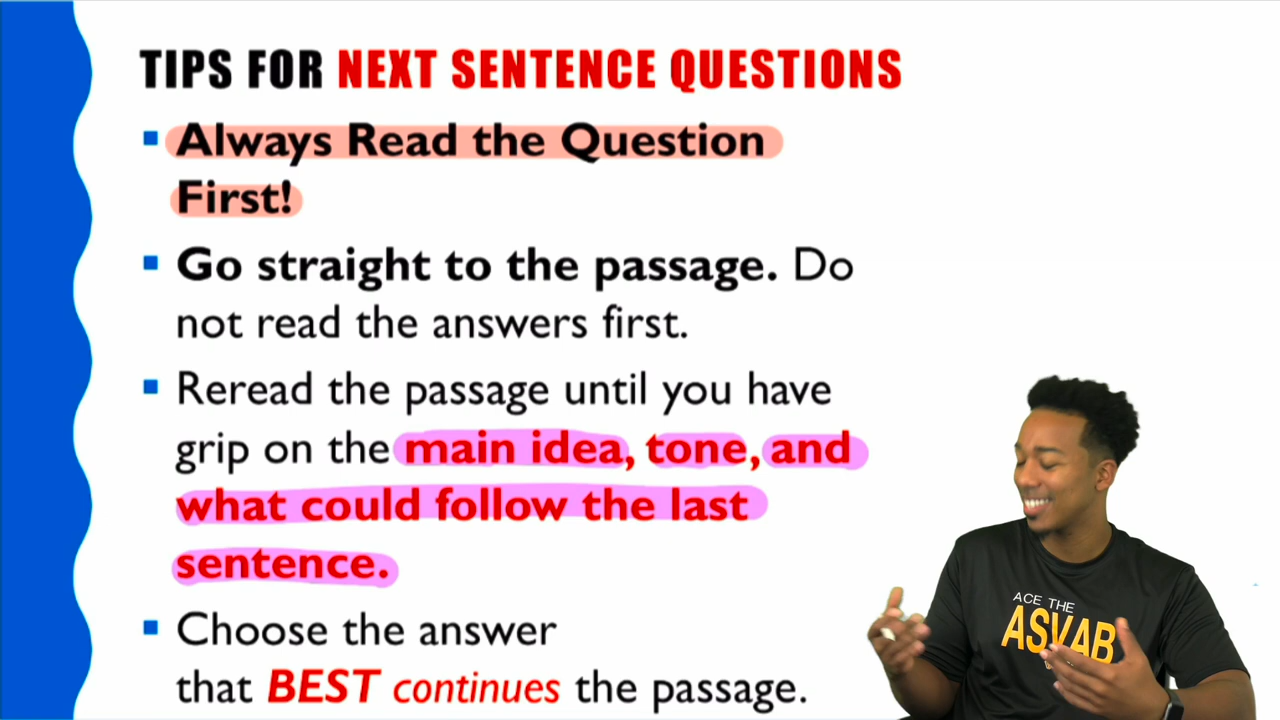 TIPS FOR NEXT SENTENCE QUESTIONS
Always Read the Question
First!
Go straight to the passage. Do
not read the answers first.
Reread the passage until you have
grip on the main idea, tone, and
what could follow the last
sentence.
Choose the answer
that BEST continues the passage.
ACE THE
ASVAB